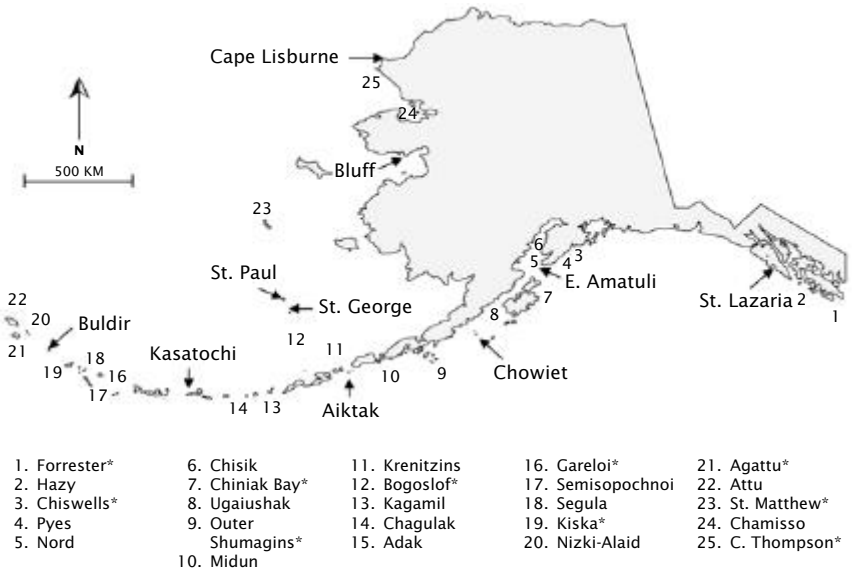 Cape Lisburne
25
24
N
500 KM
Bluff
23
6
3
5
4
E. Amatuli
St. Paul
St. George
7
St. Lazaria 2
1
22
20
Buldir
8
21
12
Kasatochi
11
18
19
16
10
9
Chowiet
17
14
13
Aiktak
1. Forrester*
2. Hazy
3. Chiswells*
4. Pyes
5. Nord
6. Chisik
7. Chiniak Bay*
8. Ugaiushak
9. Outer
Shumagins*
10. Midun
11. Krenitzins
12. Bogoslof*
13. Kagamil
14. Chagulak
15. Adak
16. Gareloi*
17. Semisopochnoi
18. Segula
19. Kiska*
20. Nizki-Alaid
21. Agattu*
22. Attu
23. St. Matthew*
24. Chamisso
25. C. Thompson*